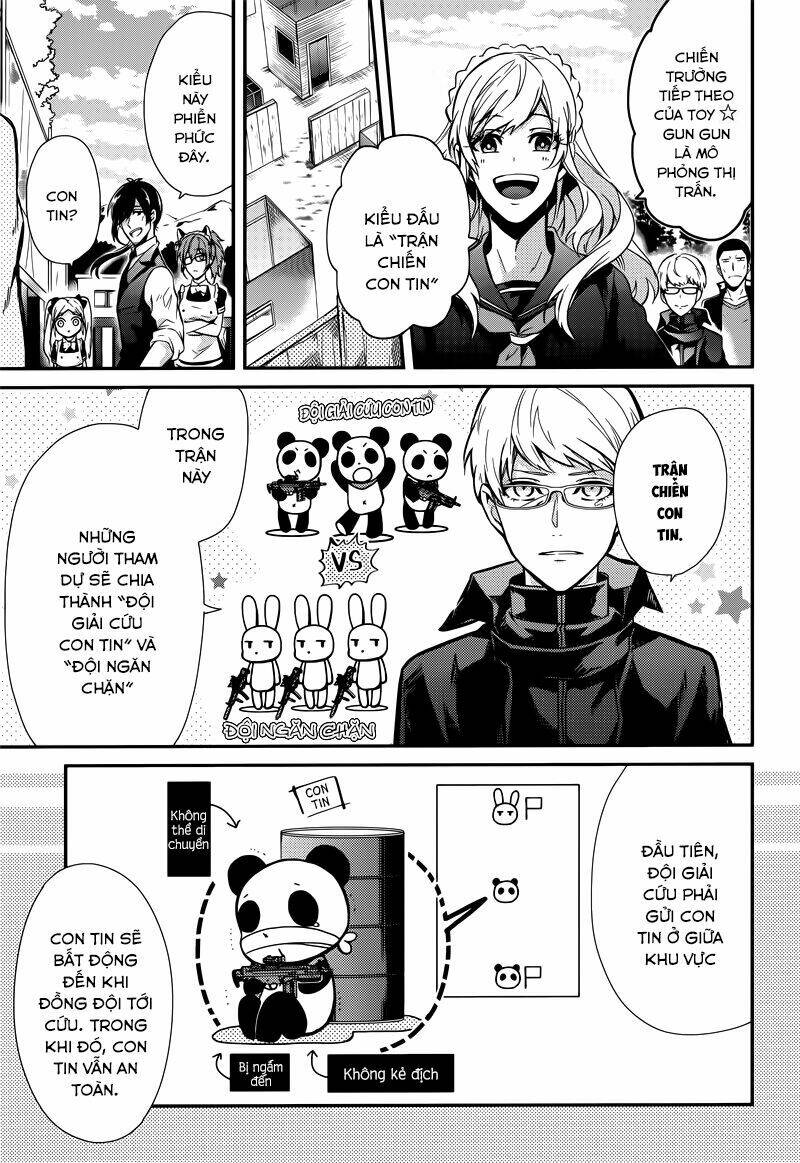 CHIẾN
TRƯỜNG
TIẾP THEO
CỦA TOY ☆
GUN GUN
LÀ MÔ
PHỎNG THỊ
TRẤN.
KIỂU ĐẤU
LÀ "TRẬN
CHIẾN
CON TIN"
KIỂU
NÀY
PHIỀN
PHỨC
ĐÂY.
CON
TIN?
TRẬN
CHIẾN
CON
TIN.
ĐỘI GIẢI CỨU CON TIN
VS
ĐỘI NGĂN CHẶN
TRONG
TRẬN
NÀY
NHỮNG
NGƯỜI THAM
DỰ SẼ CHIA
THÀNH "ĐỘI
GIẢI CỨU
CON TIN" VÀ
"ĐỘI NGĂN
CHẶN"
ĐẦU TIÊN,
ĐỘI GIẢI
CỨU PHẢI
GỬI CON
TIN Ở GIỮA
KHU VỰC
P
P
CON
TIN
Không
thể di
chuyển
Bị ngắm
đến
Không kẻ địch
CON TIN SẼ
BẤT ĐỘNG
ĐẾN KHI
ĐỒNG ĐỘI TỚI
CỨU. TRONG
KHI ĐÓ, CON
TIN VẪN AN
TOÀN.